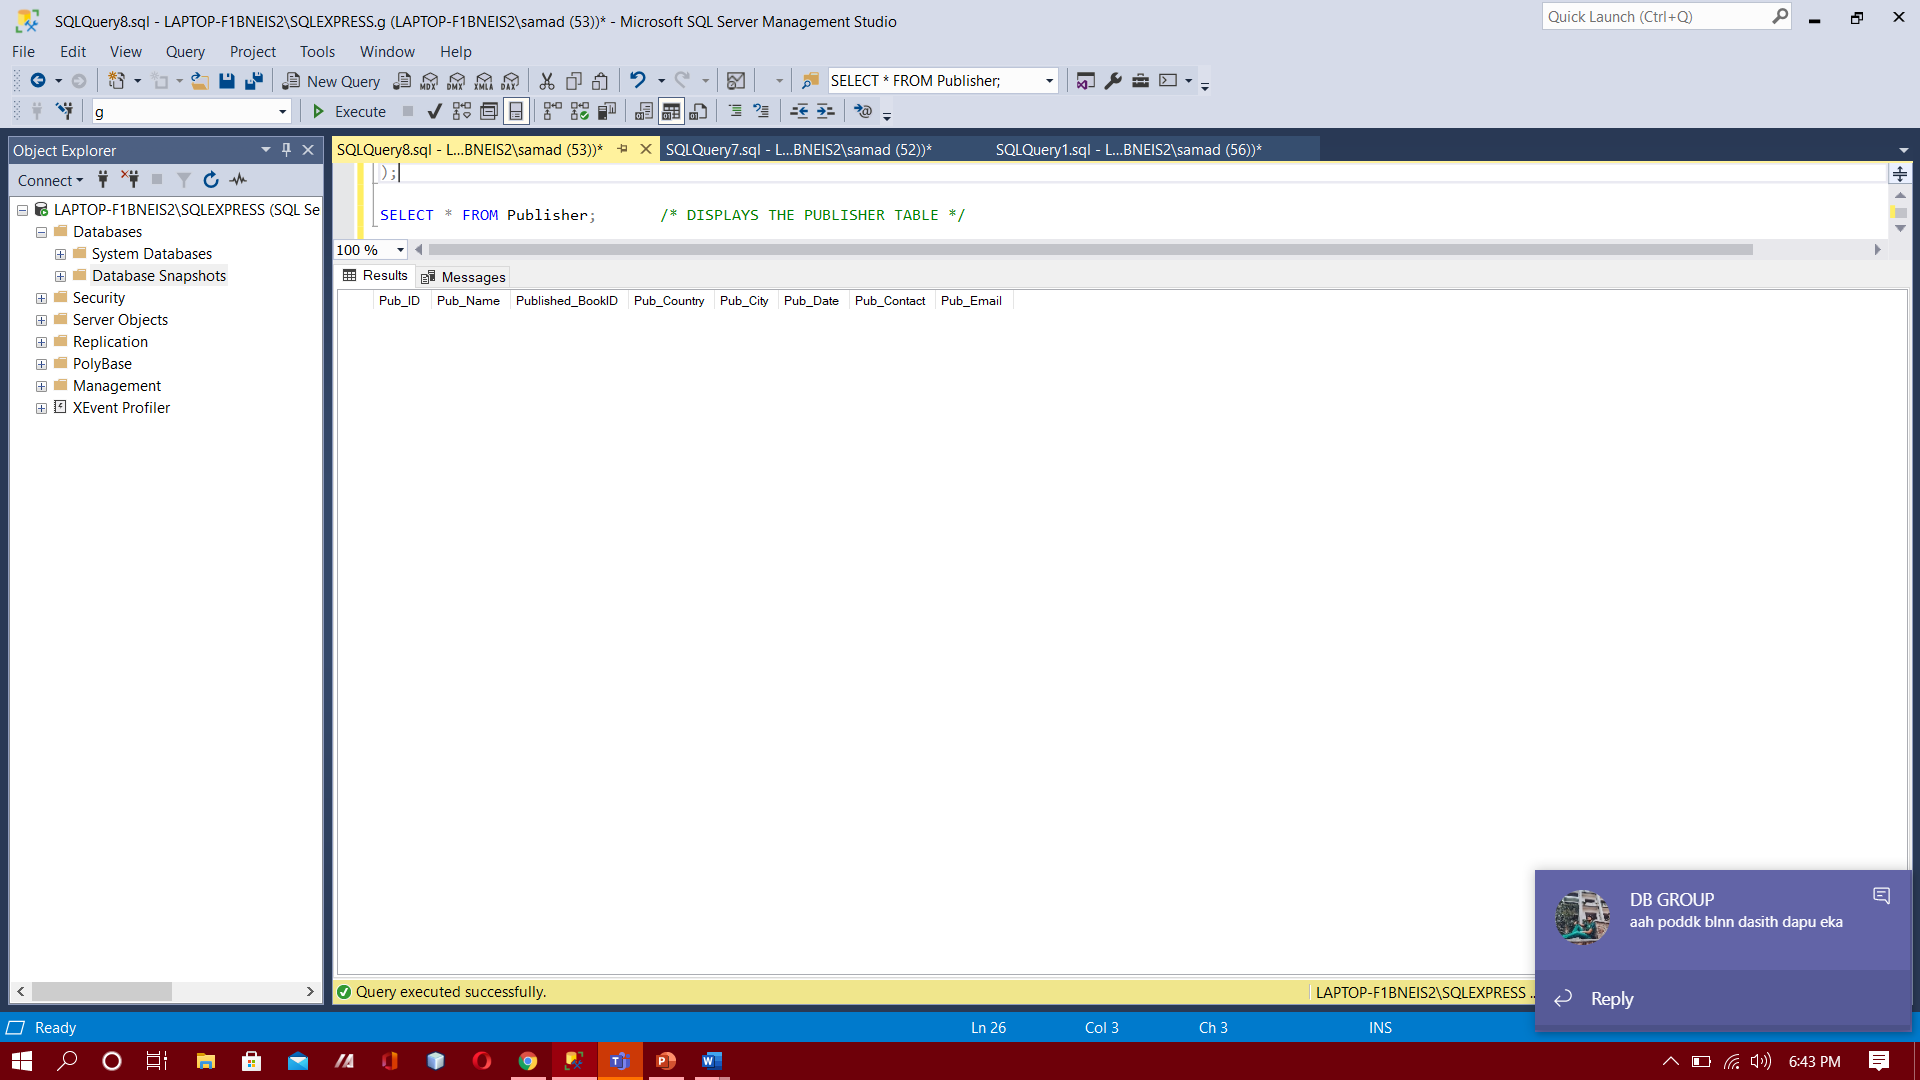 SQLQuery8.sql - LAPTOP-F1BNEIS2\SQLEXPRESS.g (LAPTOP-F1BNEIS2\samad (53))* - Microsoft SQL Server Management Studio
Quick Launch (Ctrl+Q)
File Edit View Query Project Tools Window Help
New Query MDX DMX XMLA DAX SELECT * FROM Publisher;
g Execute
Object Explorer
Connect
LAPTOP-F1BNEIS2\SQLEXPRESS (SQL Se
Databases
System Databases
Database Snapshots
Security
Server Objects
Replication
PolyBase
Management
XEvent Profiler
SQLQuery8.sql - L...BNEIS2\samad (53))* SQLQuery7.sql - L...BNEIS2\samad (52))* SQLQuery1.sql - L...BNEIS2\samad (56))*
);
SELECT * FROM Publisher; /* DISPLAYS THE PUBLISHER TABLE */
100 %
Results Messages
Pub_ID Pub_Name Published_BookID Pub_Country Pub_City Pub_Date Pub_Contact Pub_Email
Query executed successfully. LAPTOP-F1BNEIS2\SQLEXPRESS ..
DB GROUP
aah poddk blnn dasith dapu eka
Reply
Ready Ln 26 Col 3 Ch 3 INS
6:43 PM